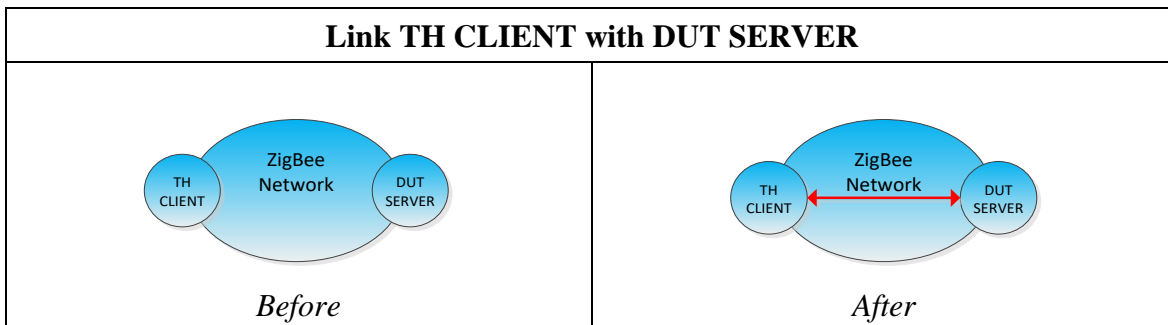 Link TH CLIENT with DUT SERVER
ZigBee
Network
TH
CLIENT
DUT
SERVER
Before
ZigBee
Network
TH
CLIENT
DUT
SERVER
After